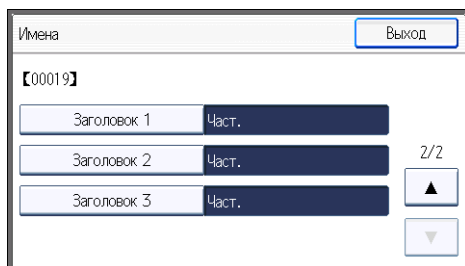 Имена Выход
【00019】
Заголовок 1 Част.
Заголовок 2 Част. 2/2
▲
Заголовок 3 Част.
▼